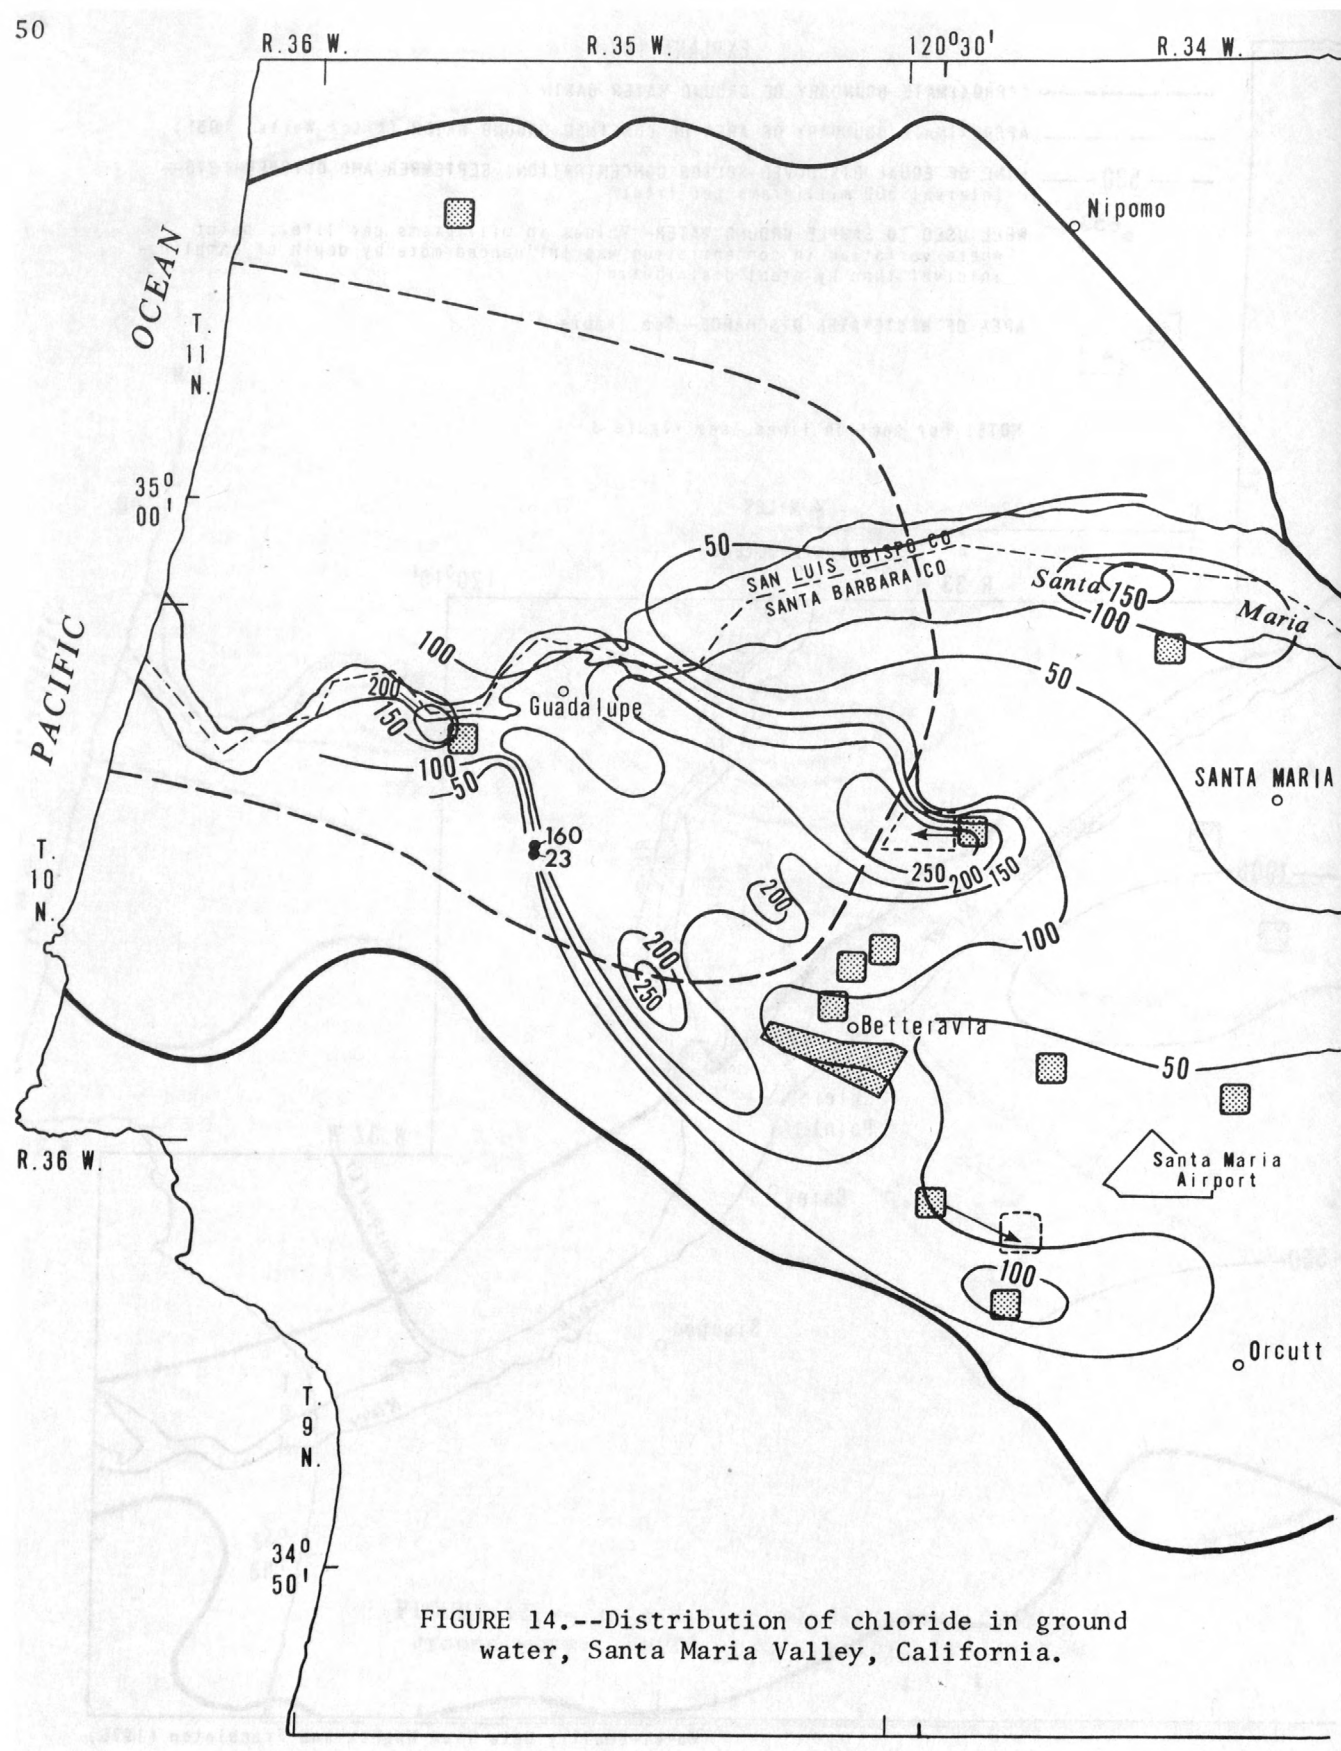 50
R.36 W.
R.35 W.
120°30'
R.34 W.
Nipomo
OCEAN
T.
11
N.
35°
00'
50
SAN LUIS OBISPO CO
SANTA BARBARA CO
Santa
150
100
Maria
PACIFIC
100
50
200
150
Guadalupe
100
50
SANTA MARIA
160
23
T.
10
N.
250
200
150
200
100
200
250
Betteravia
50
R.36 W.
Santa Maria
Airport
100
Orcutt
T.
9
N.
34°
50'
FIGURE 14.--Distribution of chloride in ground
water, Santa Maria Valley, California.